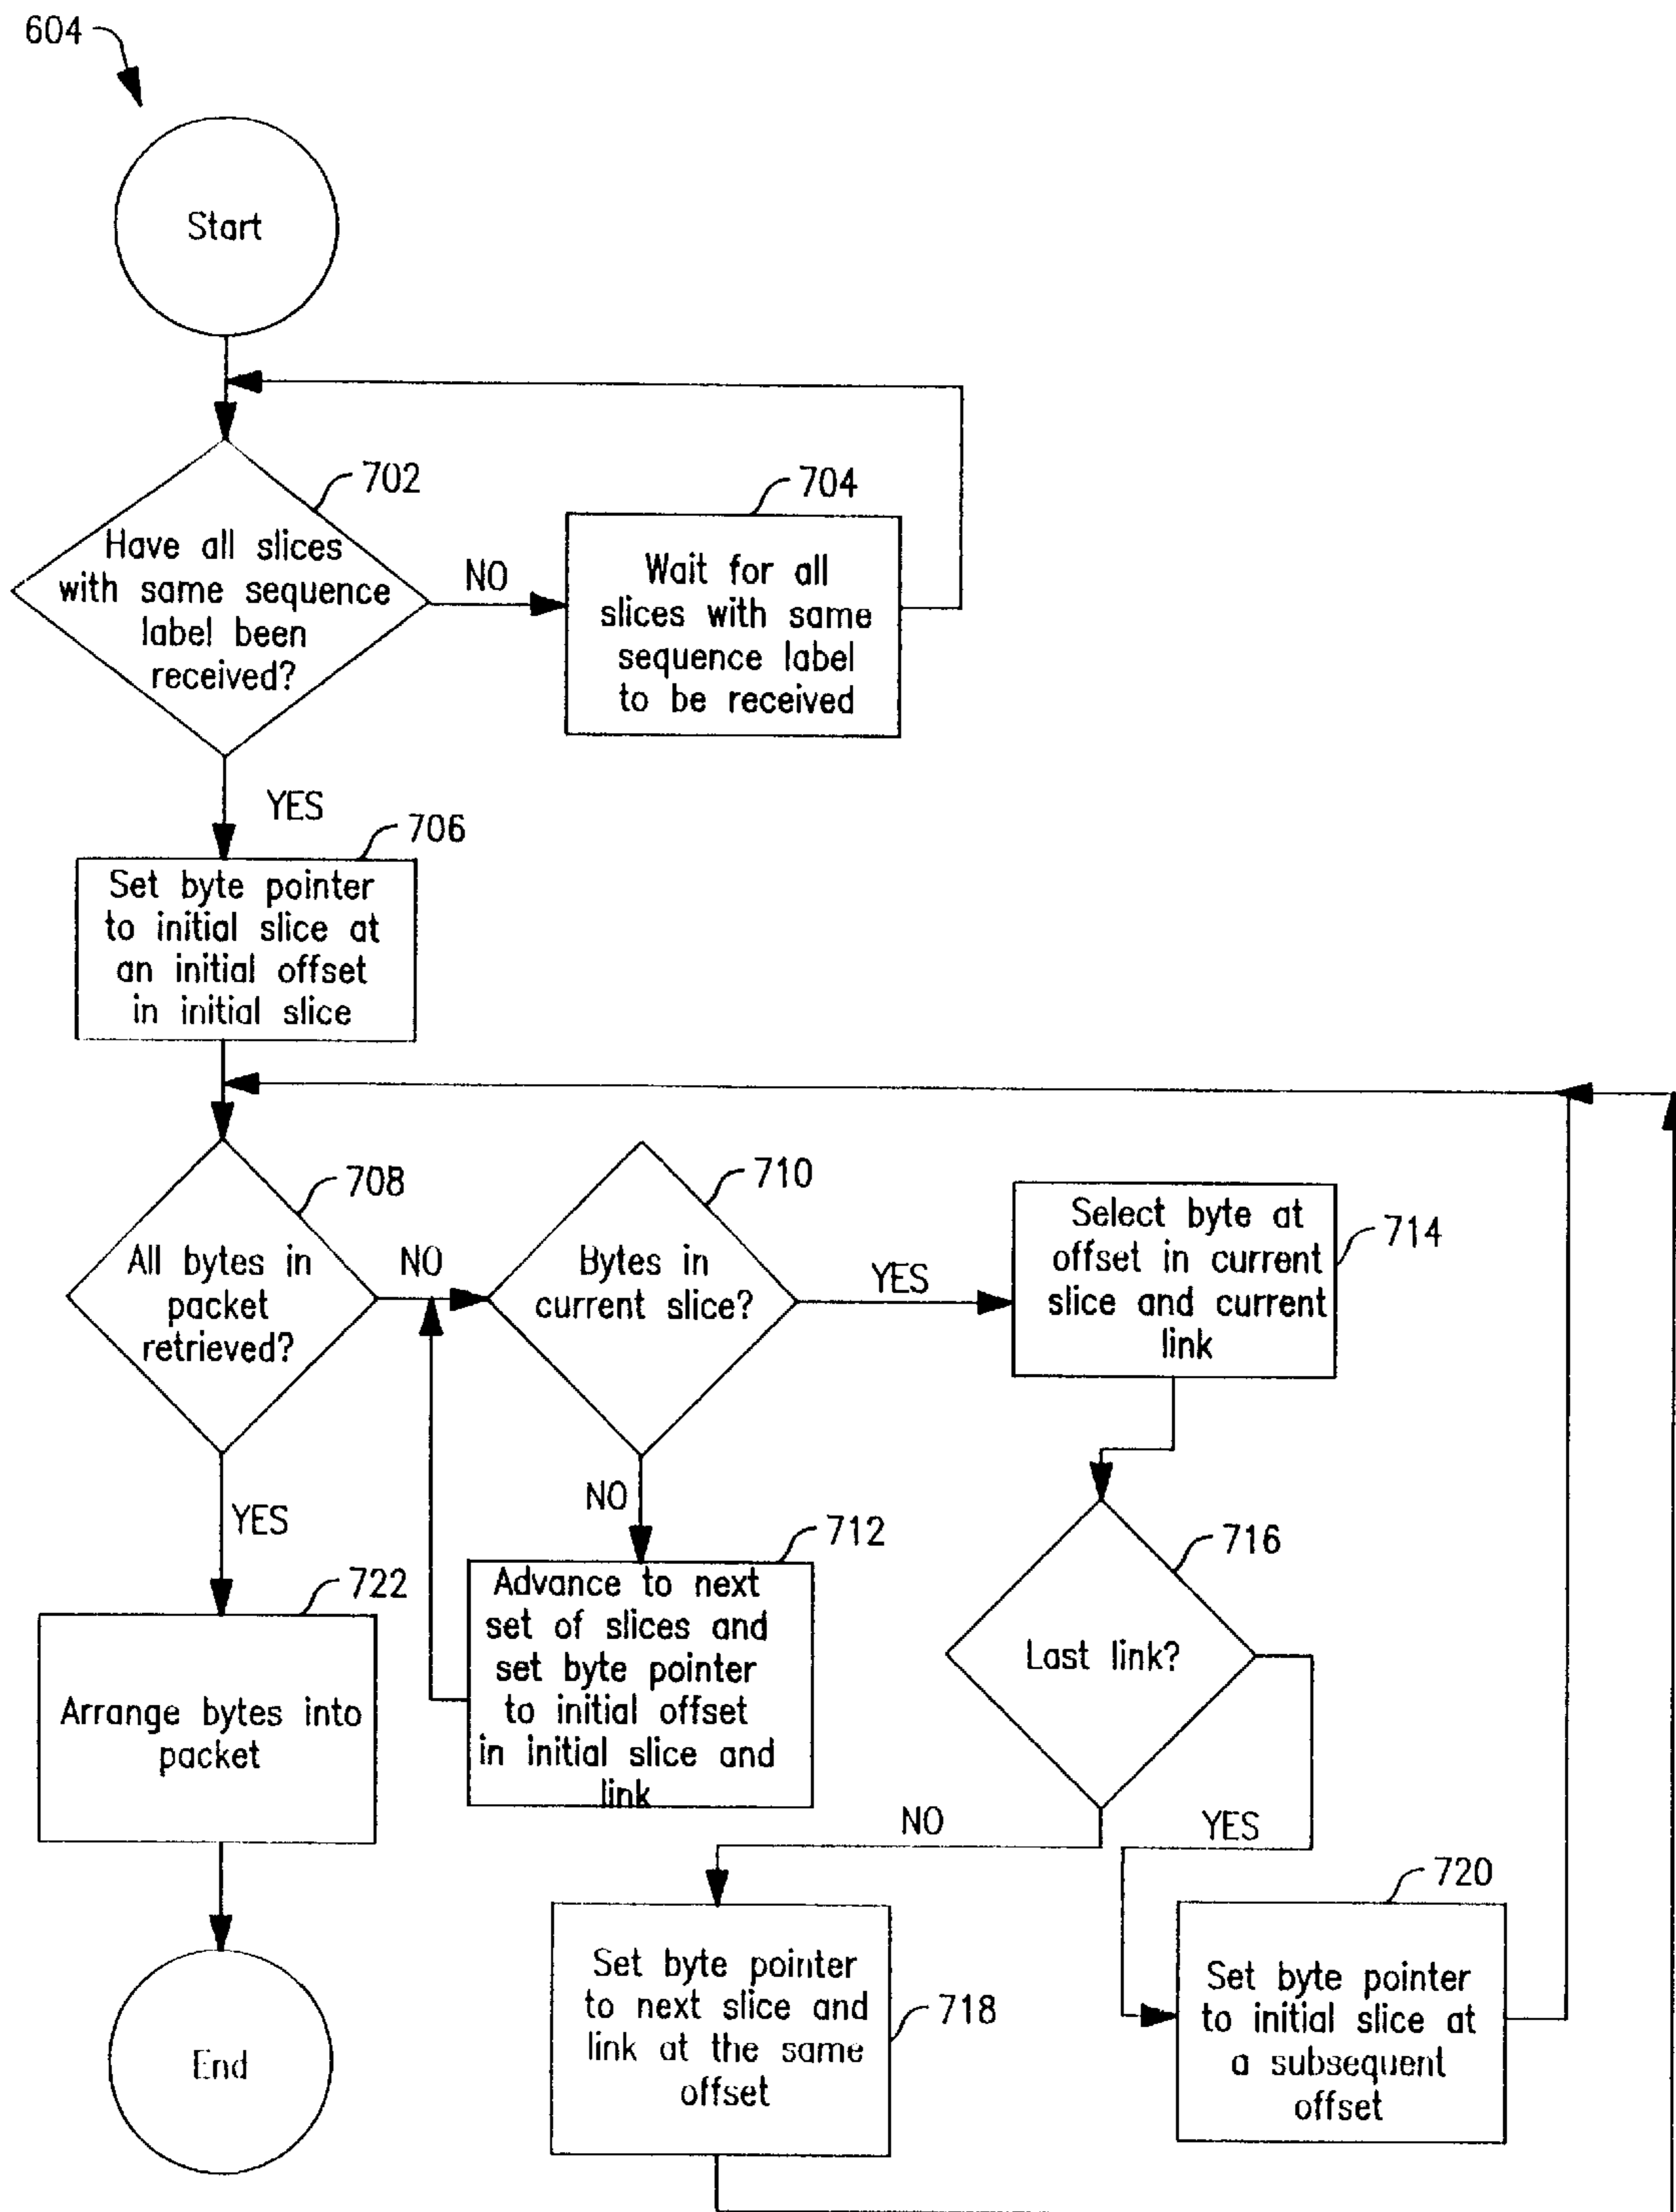 604
Start
702
Have all slices
with same sequence
label been
received?
NO
704
Wait for all
slices with same
sequence label
to be received
YES
706
Set byte pointer
to initial slice at
an initial offset
in initial slice
708
All bytes in
packet
retrieved?
NO
710
Bytes in
current slice?
YES
714
Select byte at
offset in current
slice and current
link
YES
NO
712
Advance to next
set of slices and
set byte pointer
to initial offset
in initial slice and
link
716
Last link?
722
Arrange bytes into
packet
NO
YES
718
Set byte pointer
to next slice and
link at the same
offset
720
Set byte pointer
to initial slice at
a subsequent
offset
End